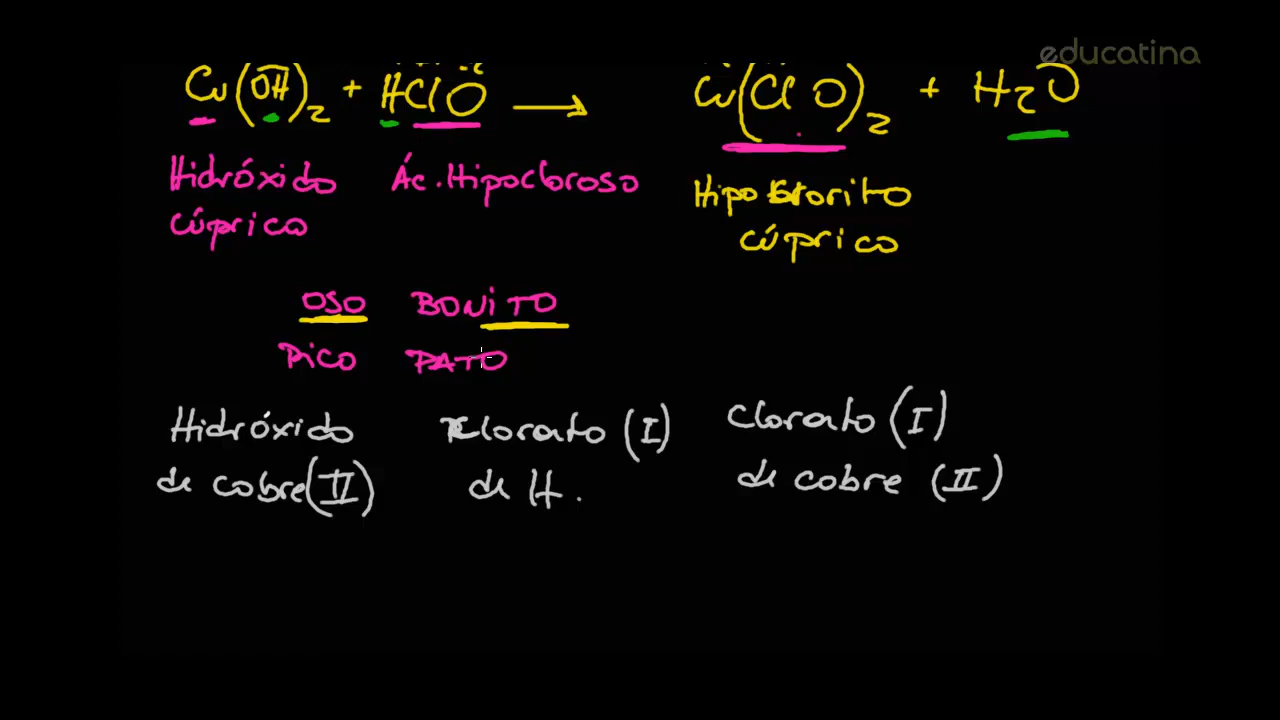 educatina
Cu(OH)2 + HClO → Cu(ClO)2 + H2O
Hidróxido Ác. Hipocloroso Hipoclorito
cúprico cúprico
OSO BONiTO
PiCO PATO
Hidróxido Clorato (I) Clorato (I)
de cobre (II) de H. de cobre (II)